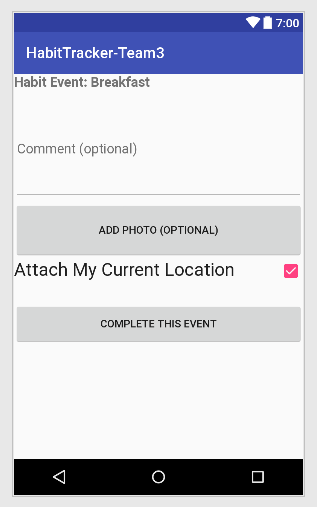 7:00
HabitTracker-Team3
Habit Event: Breakfast
Comment (optional)
ADD PHOTO (OPTIONAL)
Attach My Current Location
COMPLETE THIS EVENT